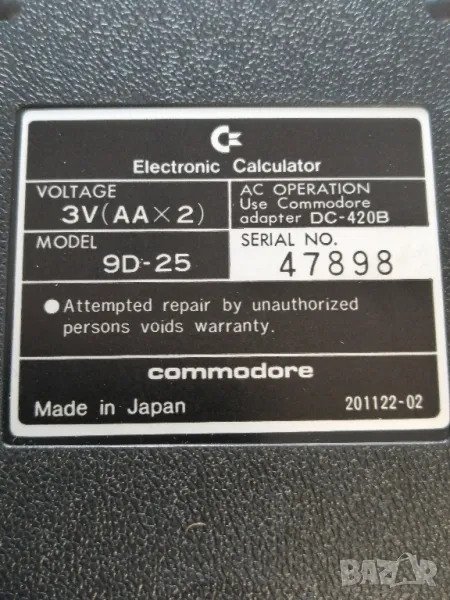 Electronic Calculator
VOLTAGE
3V(AA×2)
AC OPERATION
Use Commodore
adapter DC-420B
MODEL
9D-25
SERIAL NO.
47898
●Attempted repair by unauthorized
persons voids warranty.
commodore
Made in Japan
201122-02
BAZAR